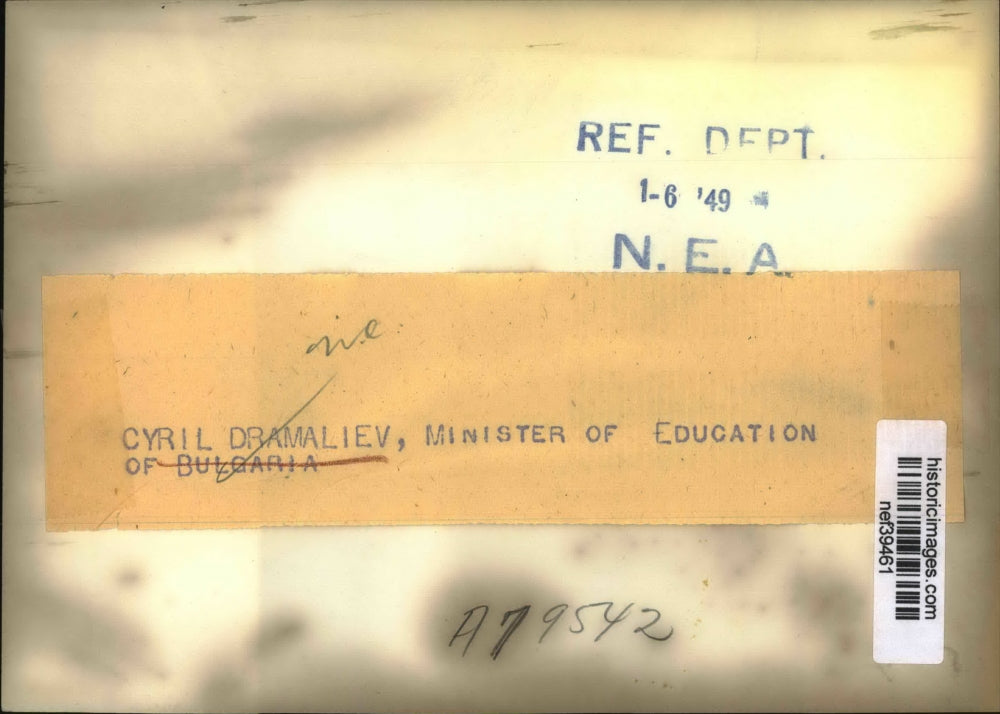 REF. DEPT.
1-6 '49
N. E. A.
CYRIL DRAMALIEV, MINISTER OF EDUCATION
OF BULGARIA
A79542
historicimages.com
nef39461